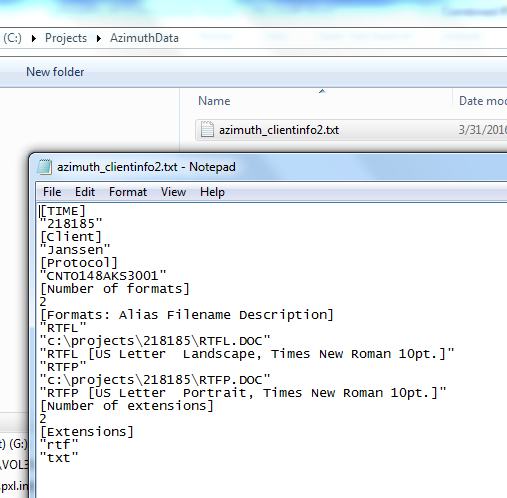 (C:) ▸ Projects ▸ AzimuthData
New folder
Name
Date mod
azimuth_clientinfo2.txt
3/31/2016
azimuth_clientinfo2.txt - Notepad
File Edit Format View Help
[TIME]
"218185"
[Client]
"Janssen"
[Protocol]
"CNTO148AKS3001"
[Number of formats]
2
[Formats: Alias Filename Description]
"RTFL"
"c:\projects\218185\RTFL.DOC"
"RTFL [US Letter  Landscape, Times New Roman 10pt.]"
"RTFP"
"c:\projects\218185\RTFP.DOC"
"RTFP [US Letter  Portrait, Times New Roman 10pt.]"
[Number of extensions]
2
[Extensions]
"rtf"
"txt"
t) (G:)
\VOL3
.pxl.in